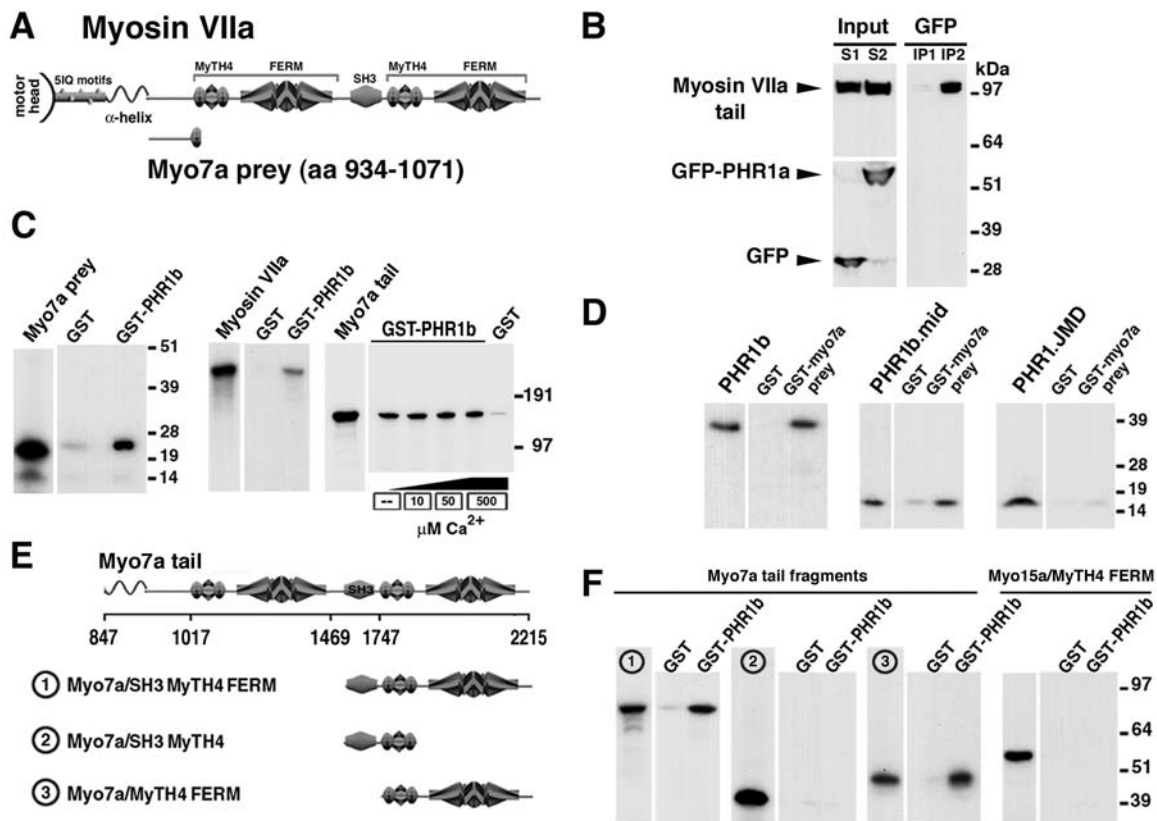 A Myosin VIIa
MyTH4 FERM SH3 MyTH4 FERM
motor head
5IQ motifs
α-helix
Myo7a prey (aa 934-1071)
B
Input GFP
S1 S2 IP1 IP2
kDa
Myosin VIIa tail
GFP-PHR1a
GFP
97
64
51
39
28
C
Myo7a prey GST GST-PHR1b
51
39
28
19
14
Myosin VIIa GST GST-PHR1b
Myo7a tail GST-PHR1b GST
191
97
-- 10 50 500
μM Ca2+
D
PHR1b GST GST-myo7a prey
PHR1b.mid GST GST-myo7a prey
PHR1.JMD GST GST-myo7a prey
39
28
19
14
E
Myo7a tail
SH3
847 1017 1469 1747 2215
1 Myo7a/SH3 MyTH4 FERM
2 Myo7a/SH3 MyTH4
3 Myo7a/MyTH4 FERM
F
Myo7a tail fragments Myo15a/MyTH4 FERM
1 GST GST-PHR1b 2 GST GST-PHR1b 3 GST GST-PHR1b GST GST-PHR1b
97
64
51
39